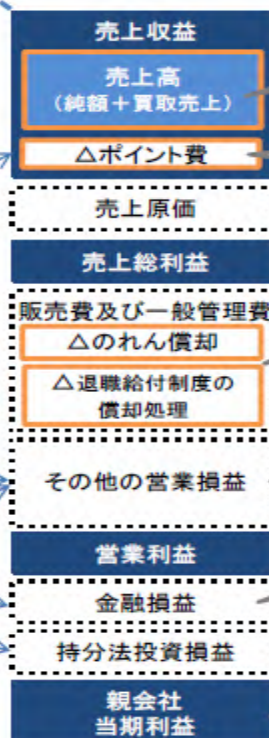 売上収益
売上高
（純額＋買取売上）
△ポイント費
売上原価
売上総利益
販売費及び一般管理費
△のれん償却
△退職給付制度の
償却処理
その他の営業損益
営業利益
金融損益
持分法投資損益
親会社
当期利益